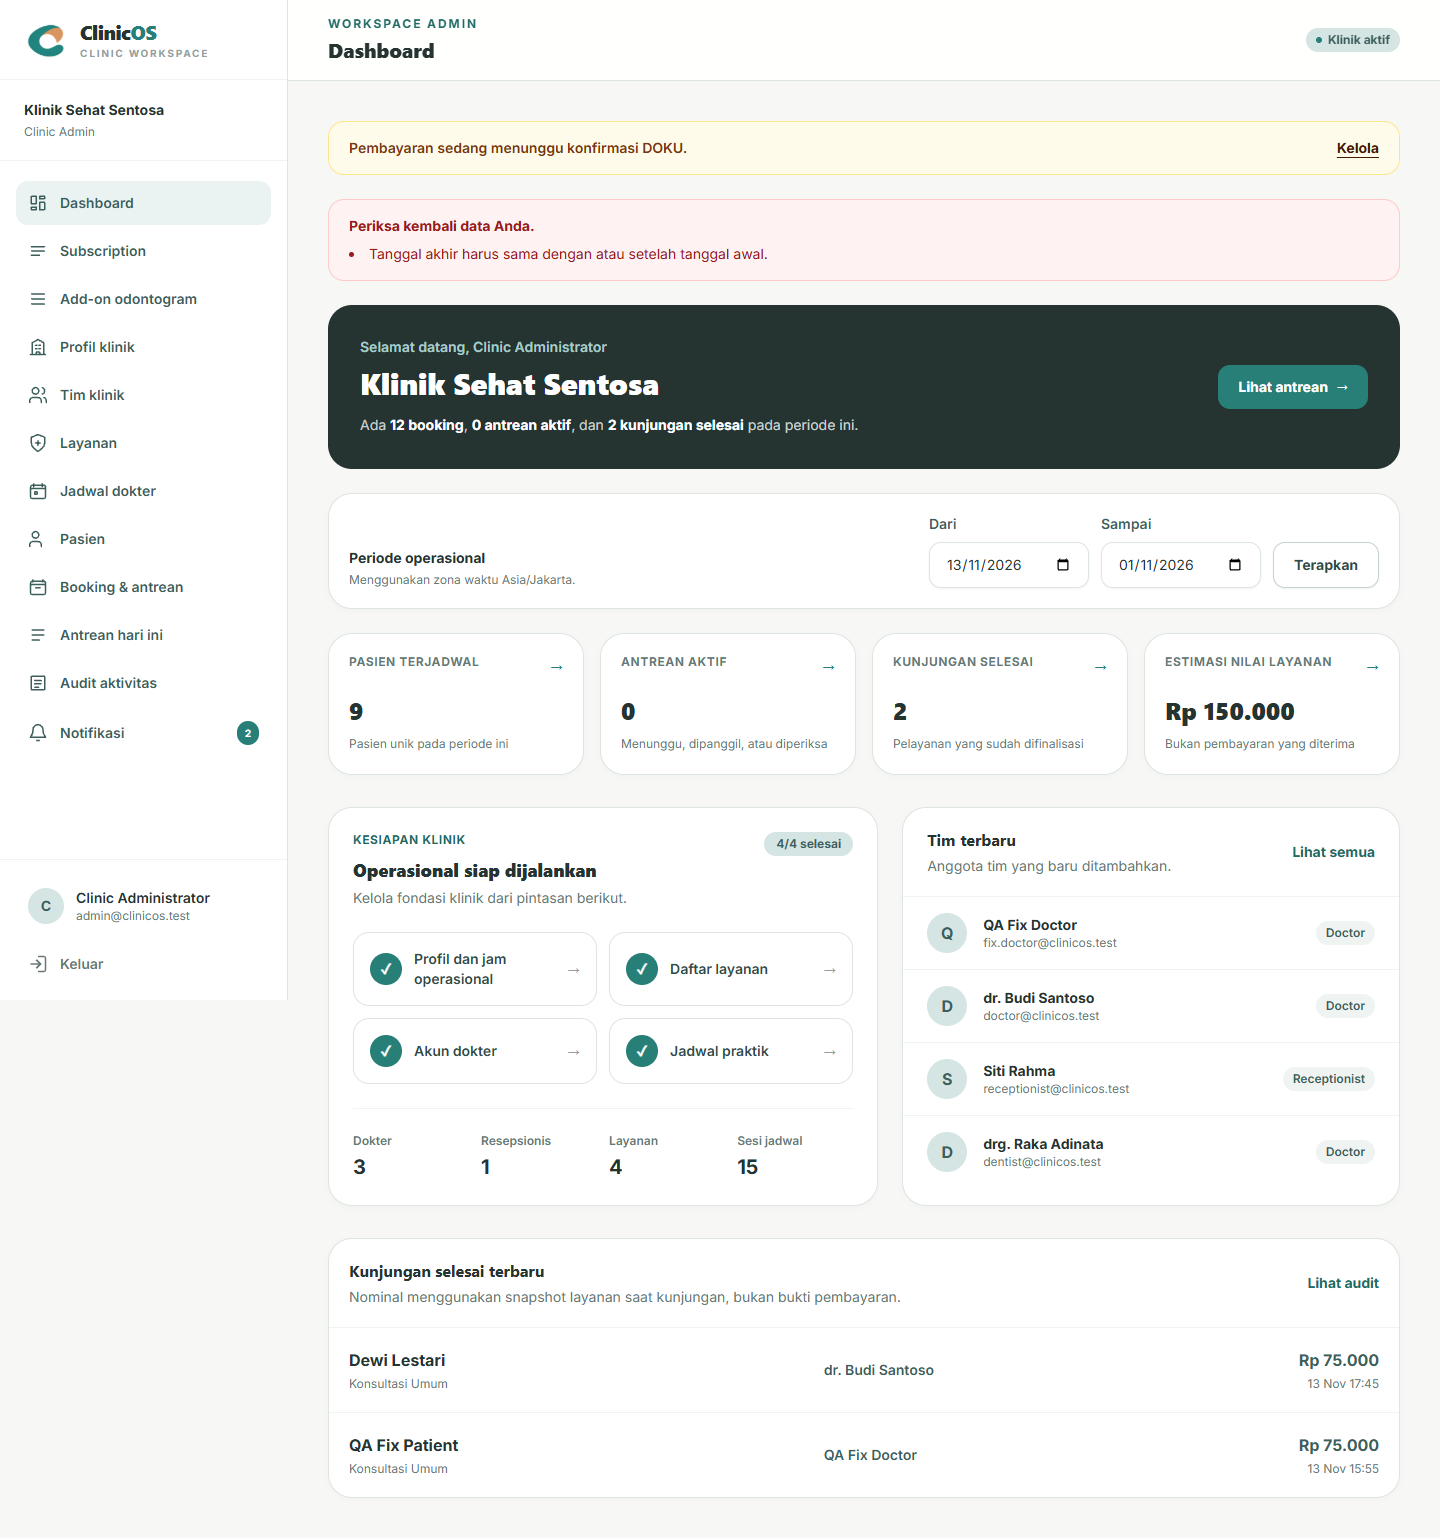 ClinicOS
CLINIC WORKSPACE
Klinik Sehat Sentosa
Clinic Admin
Dashboard
Subscription
Add-on odontogram
Profil klinik
Tim klinik
Layanan
Jadwal dokter
Pasien
Booking & antrean
Antrean hari ini
Audit aktivitas
Notifikasi 2
C
Clinic Administrator
admin@clinicos.test
Keluar
WORKSPACE ADMIN
Dashboard
Klinik aktif
Pembayaran sedang menunggu konfirmasi DOKU. Kelola
Periksa kembali data Anda.
• Tanggal akhir harus sama dengan atau setelah tanggal awal.
Selamat datang, Clinic Administrator
Klinik Sehat Sentosa
Ada 12 booking, 0 antrean aktif, dan 2 kunjungan selesai pada periode ini.
Lihat antrean →
Periode operasional
Menggunakan zona waktu Asia/Jakarta.
Dari
13/11/2026
Sampai
01/11/2026
Terapkan
PASIEN TERJADWAL →
9
Pasien unik pada periode ini
ANTREAN AKTIF →
0
Menunggu, dipanggil, atau diperiksa
KUNJUNGAN SELESAI →
2
Pelayanan yang sudah difinalisasi
ESTIMASI NILAI LAYANAN →
Rp 150.000
Bukan pembayaran yang diterima
KESIAPAN KLINIK
4/4 selesai
Operasional siap dijalankan
Kelola fondasi klinik dari pintasan berikut.
✓ Profil dan jam
operasional →
✓ Daftar layanan →
✓ Akun dokter →
✓ Jadwal praktik →
Dokter
3
Resepsionis
1
Layanan
4
Sesi jadwal
15
Tim terbaru
Anggota tim yang baru ditambahkan.
Lihat semua
Q
QA Fix Doctor
fix.doctor@clinicos.test
Doctor
D
dr. Budi Santoso
doctor@clinicos.test
Doctor
S
Siti Rahma
receptionist@clinicos.test
Receptionist
D
drg. Raka Adinata
dentist@clinicos.test
Doctor
Kunjungan selesai terbaru
Nominal menggunakan snapshot layanan saat kunjungan, bukan bukti pembayaran.
Lihat audit
Dewi Lestari
Konsultasi Umum
dr. Budi Santoso
Rp 75.000
13 Nov 17:45
QA Fix Patient
Konsultasi Umum
QA Fix Doctor
Rp 75.000
13 Nov 15:55